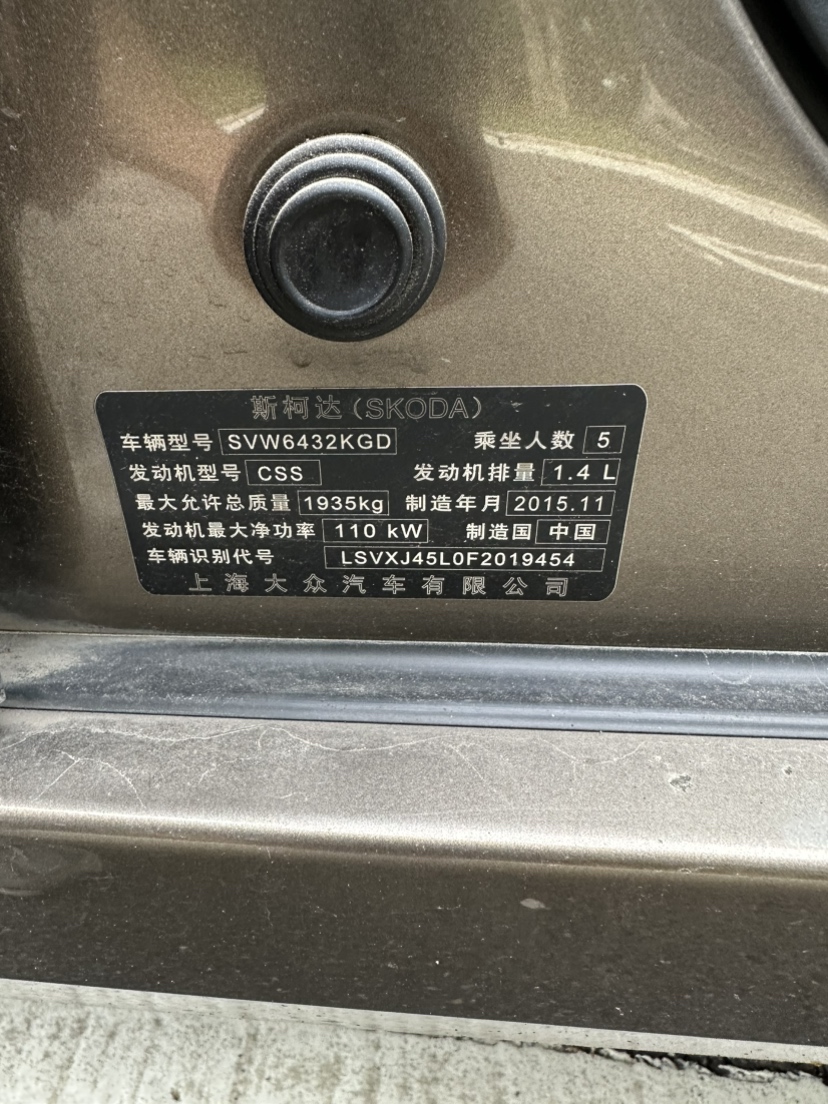 斯柯达(SKODA)
车辆型号 SVW6432KGD 乘坐人数 5
发动机型号 CSS 发动机排量 1.4 L
最大允许总质量 1935kg 制造年月 2015.11
发动机最大净功率 110 kW 制造国 中国
车辆识别代号 LSVXJ45L0F2019454
上海大众汽车有限公司